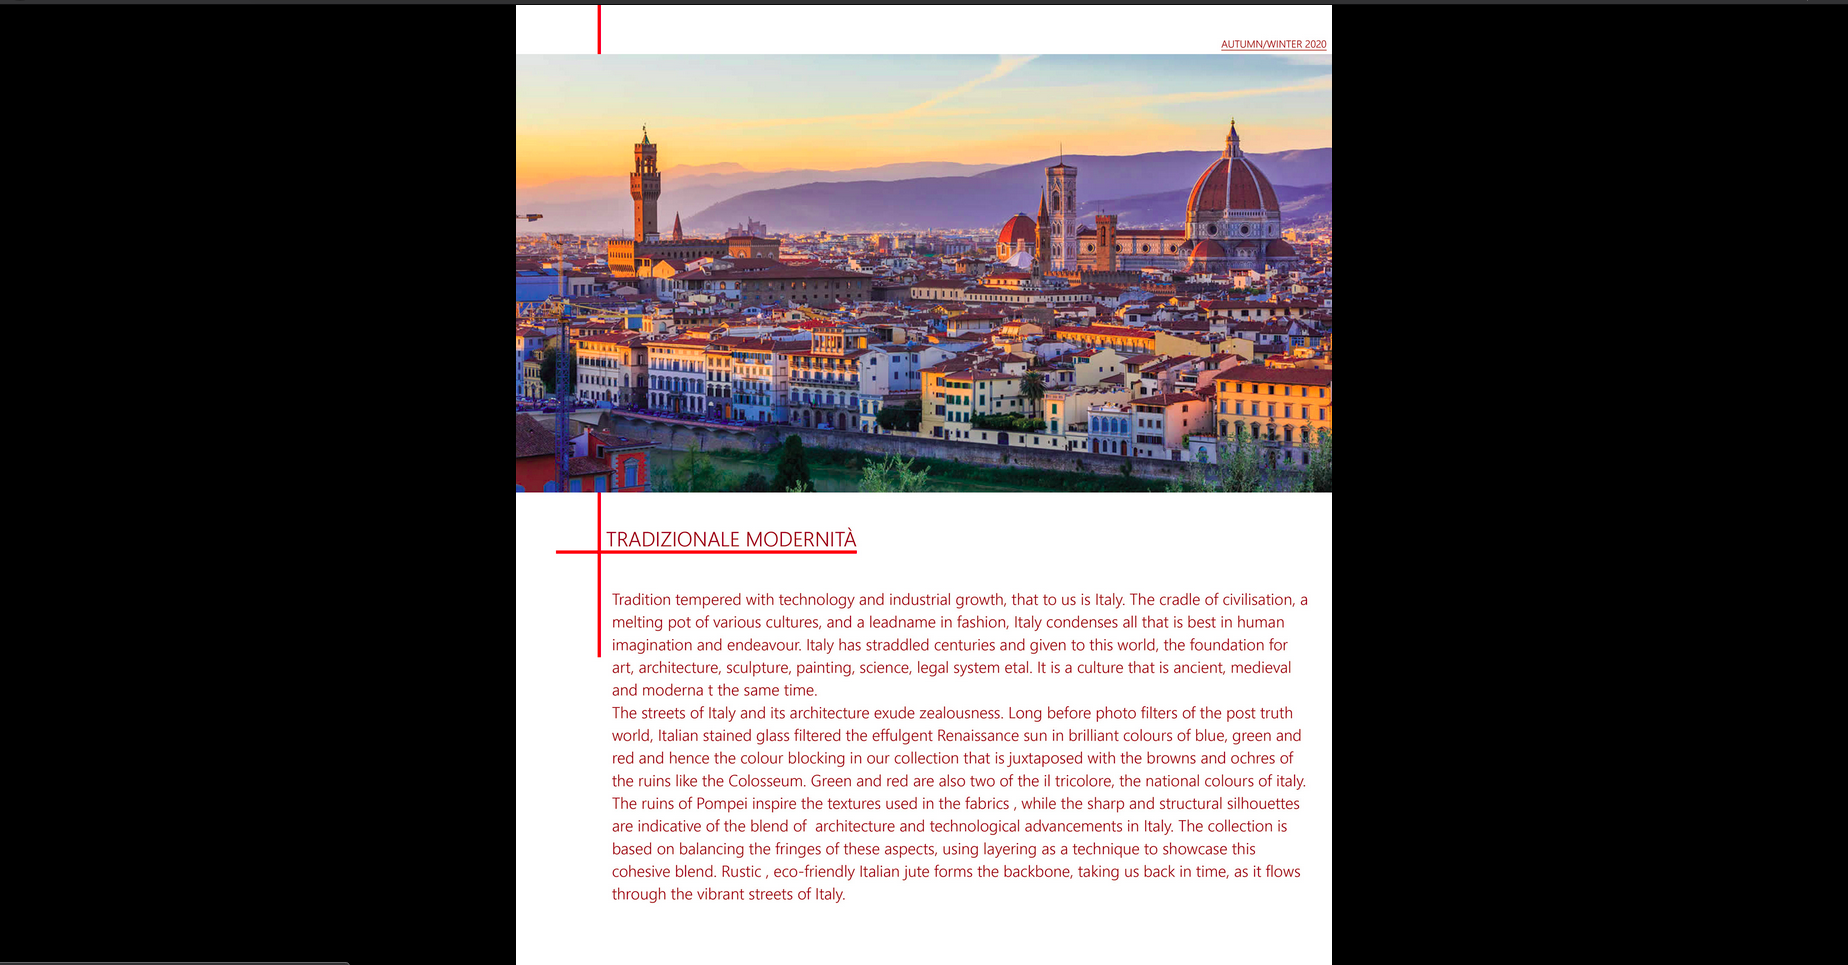 AUTUMN/WINTER 2020
TRADIZIONALE MODERNITÀ
Tradition tempered with technology and industrial growth, that to us is Italy. The cradle of civilisation, a
melting pot of various cultures, and a leadname in fashion, Italy condenses all that is best in human
imagination and endeavour. Italy has straddled centuries and given to this world, the foundation for
art, architecture, sculpture, painting, science, legal system etal. It is a culture that is ancient, medieval
and moderna t the same time.
The streets of Italy and its architecture exude zealousness. Long before photo filters of the post truth
world, Italian stained glass filtered the effulgent Renaissance sun in brilliant colours of blue, green and
red and hence the colour blocking in our collection that is juxtaposed with the browns and ochres of
the ruins like the Colosseum. Green and red are also two of the il tricolore, the national colours of italy.
The ruins of Pompei inspire the textures used in the fabrics , while the sharp and structural silhouettes
are indicative of the blend of  architecture and technological advancements in Italy. The collection is
based on balancing the fringes of these aspects, using layering as a technique to showcase this
cohesive blend. Rustic , eco-friendly Italian jute forms the backbone, taking us back in time, as it flows
through the vibrant streets of Italy.